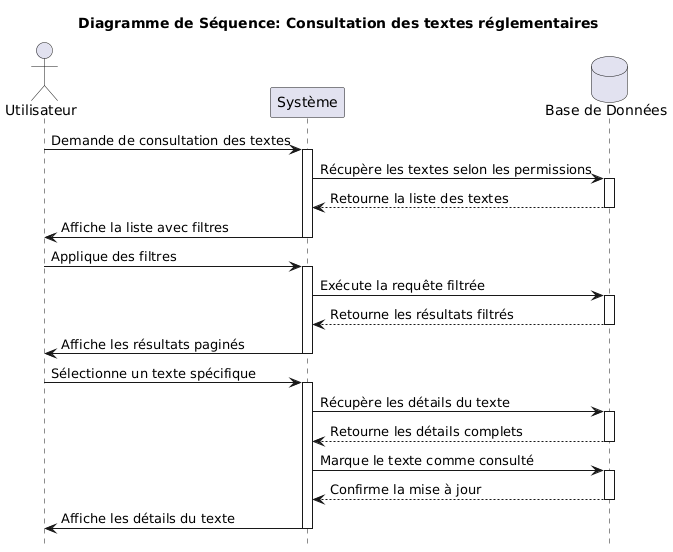 Diagramme de Séquence: Consultation des textes réglementaires
Utilisateur
Système
Base de Données
Demande de consultation des textes
Récupère les textes selon les permissions
Retourne la liste des textes
Affiche la liste avec filtres
Applique des filtres
Exécute la requête filtrée
Retourne les résultats filtrés
Affiche les résultats paginés
Sélectionne un texte spécifique
Récupère les détails du texte
Retourne les détails complets
Marque le texte comme consulté
Confirme la mise à jour
Affiche les détails du texte